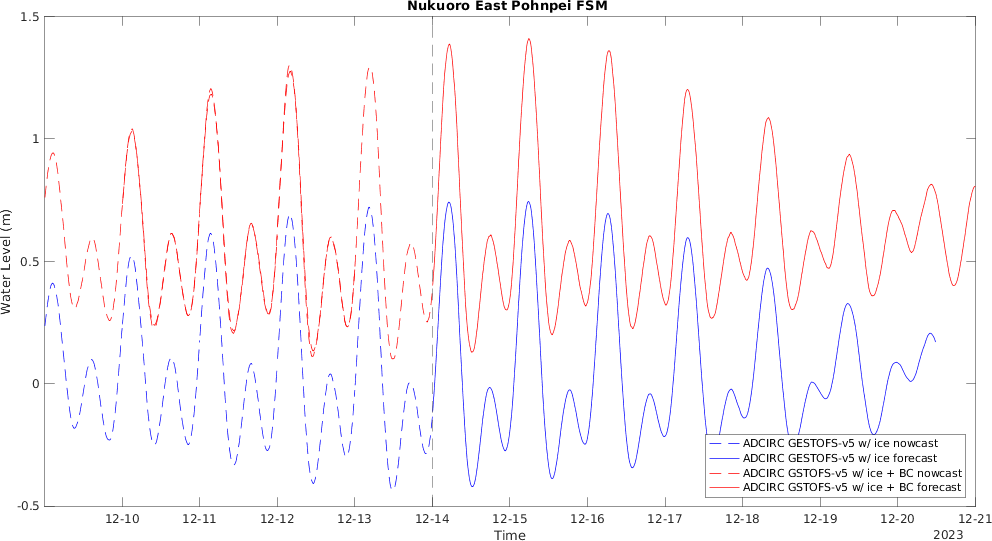 Nukuoro East Pohnpei FSM
1.5
1
0.5
0
-0.5
Water Level (m)
ADCIRC GESTOFS-v5 w/ ice nowcast
ADCIRC GESTOFS-v5 w/ ice forecast
ADCIRC GSTOFS-v5 w/ ice + BC nowcast
ADCIRC GSTOFS-v5 w/ ice + BC forecast
12-10 12-11 12-12 12-13 12-14 12-15 12-16 12-17 12-18 12-19 12-20 12-21
Time
2023